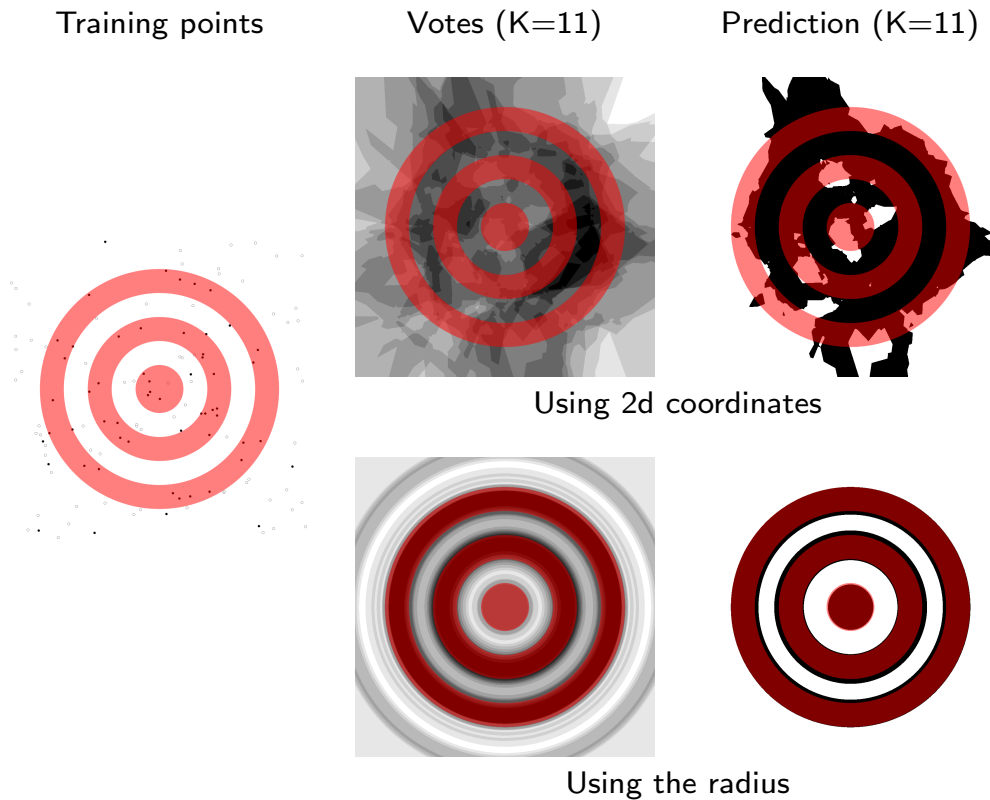 Training points
Votes (K=11)
Prediction (K=11)
Using 2d coordinates
Using the radius